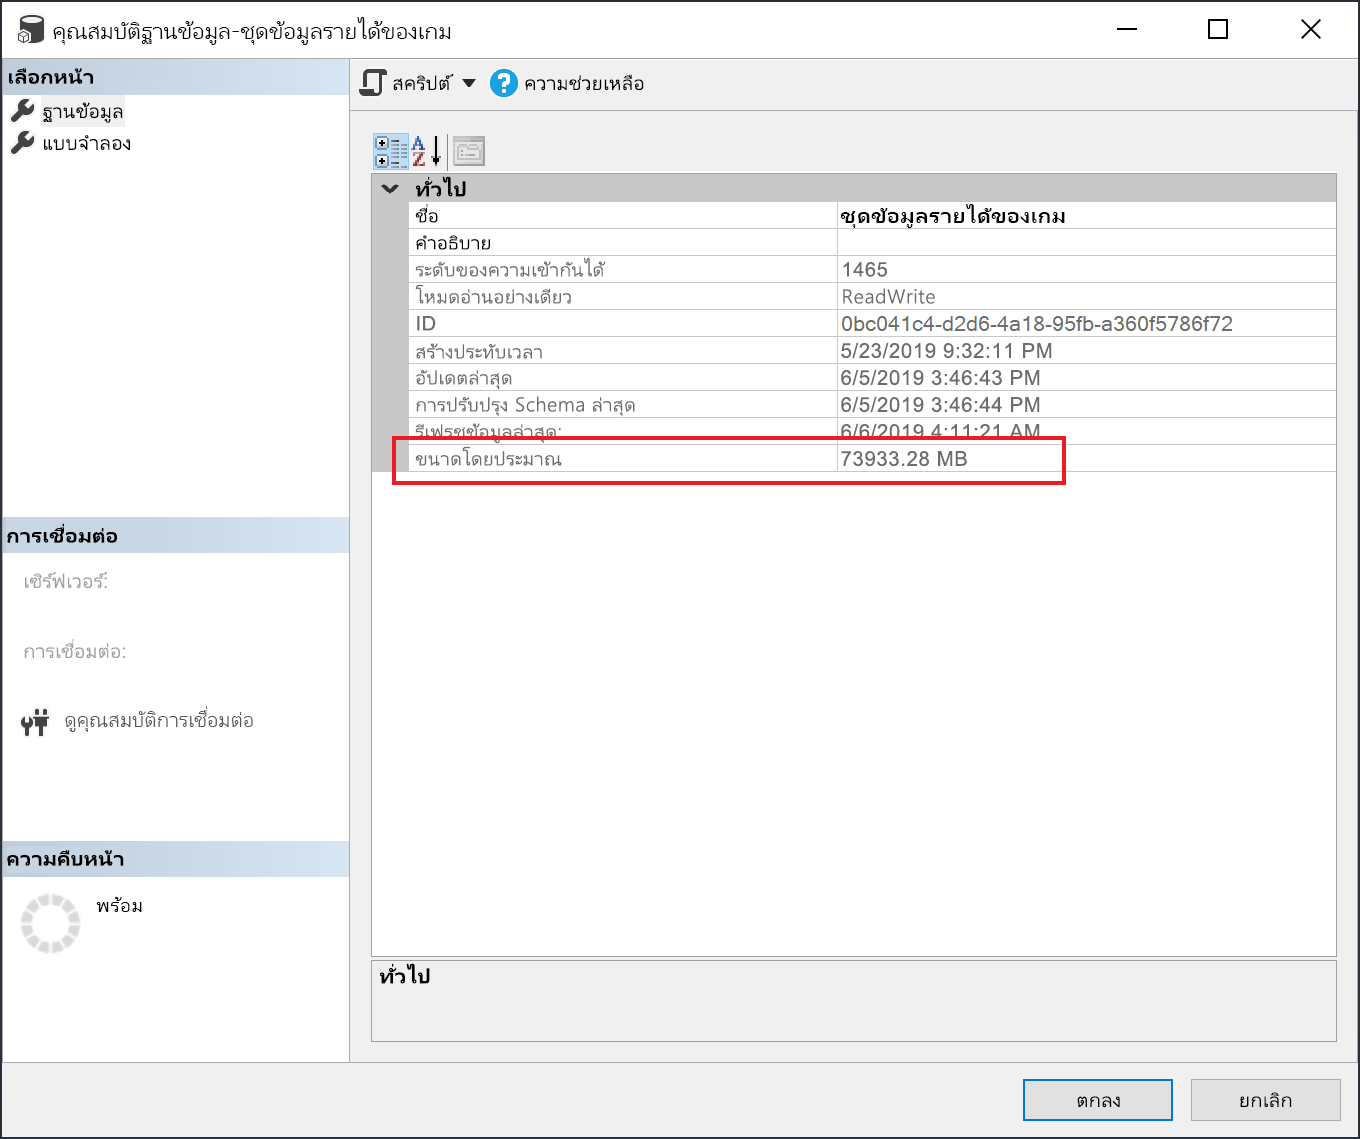 คุณสมบัติฐานข้อมูล-ชุดข้อมูลรายได้ของเกม
เลือกหน้า
ฐานข้อมูล
แบบจำลอง
สคริปต์ ความช่วยเหลือ
ทั่วไป
ชื่อ ชุดข้อมูลรายได้ของเกม
คำอธิบาย
ระดับของความเข้ากันได้ 1465
โหมดอ่านอย่างเดียว ReadWrite
ID 0bc041c4-d2d6-4a18-95fb-a360f5786f72
สร้างประทับเวลา 5/23/2019 9:32:11 PM
อัปเดตล่าสุด 6/5/2019 3:46:43 PM
การปรับปรุง Schema ล่าสุด 6/5/2019 3:46:44 PM
รีเฟรชข้อมูลล่าสุด: 6/6/2019 4:11:21 AM
ขนาดโดยประมาณ 73933.28 MB
การเชื่อมต่อ
เซิร์ฟเวอร์:
การเชื่อมต่อ:
ดูคุณสมบัติการเชื่อมต่อ
ความคืบหน้า
พร้อม
ทั่วไป
ตกลง ยกเลิก